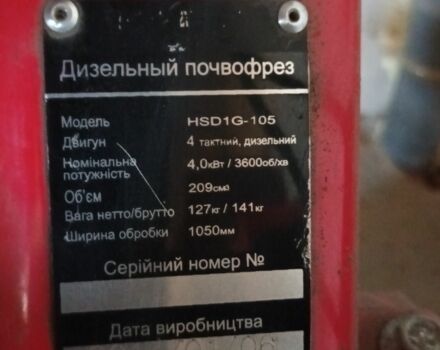 Дизельный почвофрез
Модель HSD1G-105
Двигун 4 тактний, дизельний
Номінальна потужність 4,0кВт / 3600об/хв
Об'єм 209см3
Вага нетто/брутто 127кг / 141кг
Ширина обробки 1050мм
Серійний номер №
Дата виробництва